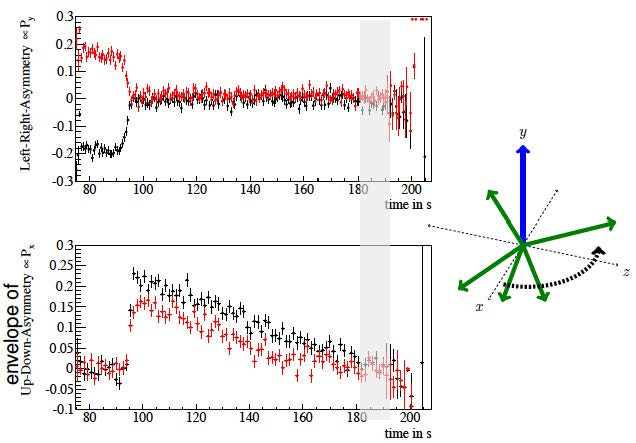 Left-Right-Asymmetry ∝ Py
0.3
0.2
0.1
0
-0.1
-0.2
-0.3
80 100 120 140 160 180 200
time in s
envelope of
Up-Down-Asymmetry ∝ Px
0.3
0.25
0.2
0.15
0.1
0.05
0
-0.05
-0.1
80 100 120 140 160 180 200
time in s
y
x
z